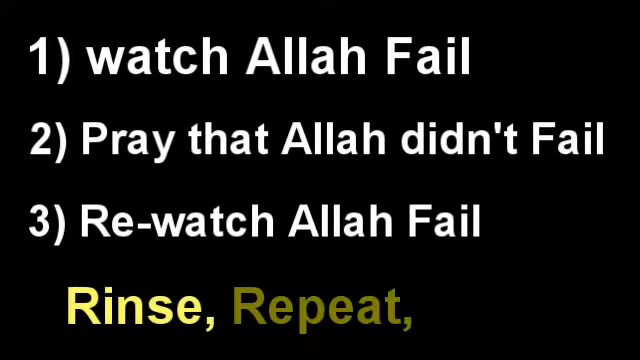 1) watch Allah Fail
2) Pray that Allah didn't Fail
3) Re-watch Allah Fail
Rinse, Repeat,